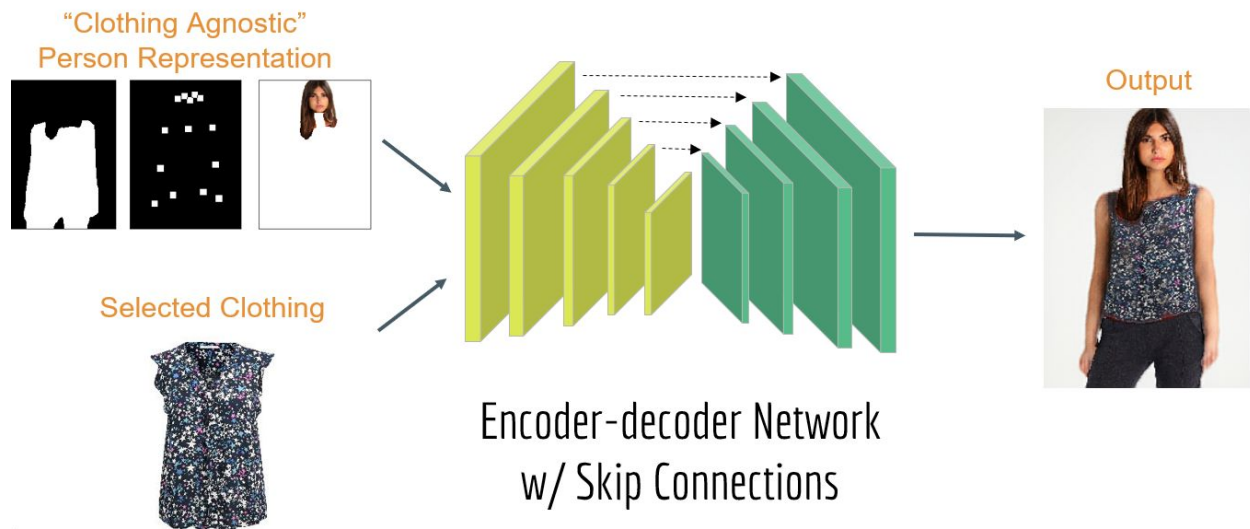 “Clothing Agnostic”
Person Representation
Selected Clothing
Encoder-decoder Network
w/ Skip Connections
Output